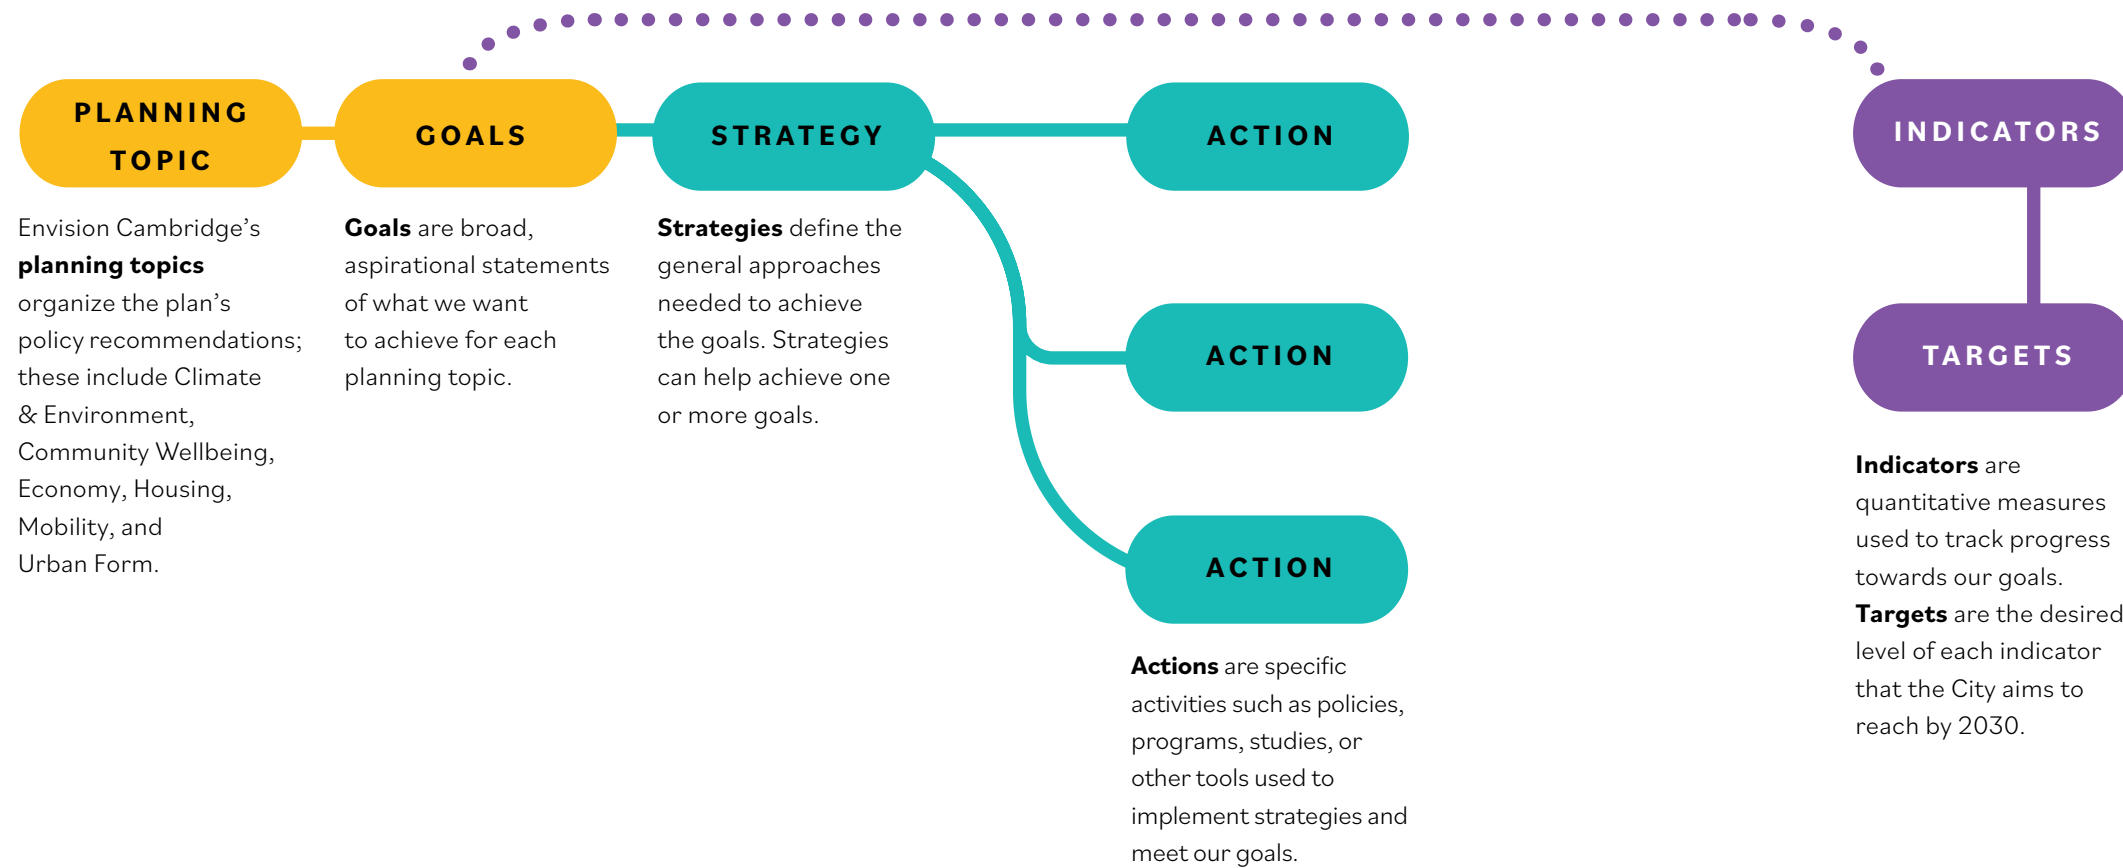 PLANNING
TOPIC
GOALS
STRATEGY
ACTION
INDICATORS
Envision Cambridge’s
planning topics
organize the plan’s
policy recommendations;
these include Climate
& Environment,
Community Wellbeing,
Economy, Housing,
Mobility, and
Urban Form.
Goals are broad,
aspirational statements
of what we want
to achieve for each
planning topic.
Strategies define the
general approaches
needed to achieve
the goals. Strategies
can help achieve one
or more goals.
ACTION
TARGETS
ACTION
Actions are specific
activities such as policies,
programs, studies, or
other tools used to
implement strategies and
meet our goals.
Indicators are
quantitative measures
used to track progress
towards our goals.
Targets are the desired
level of each indicator
that the City aims to
reach by 2030.